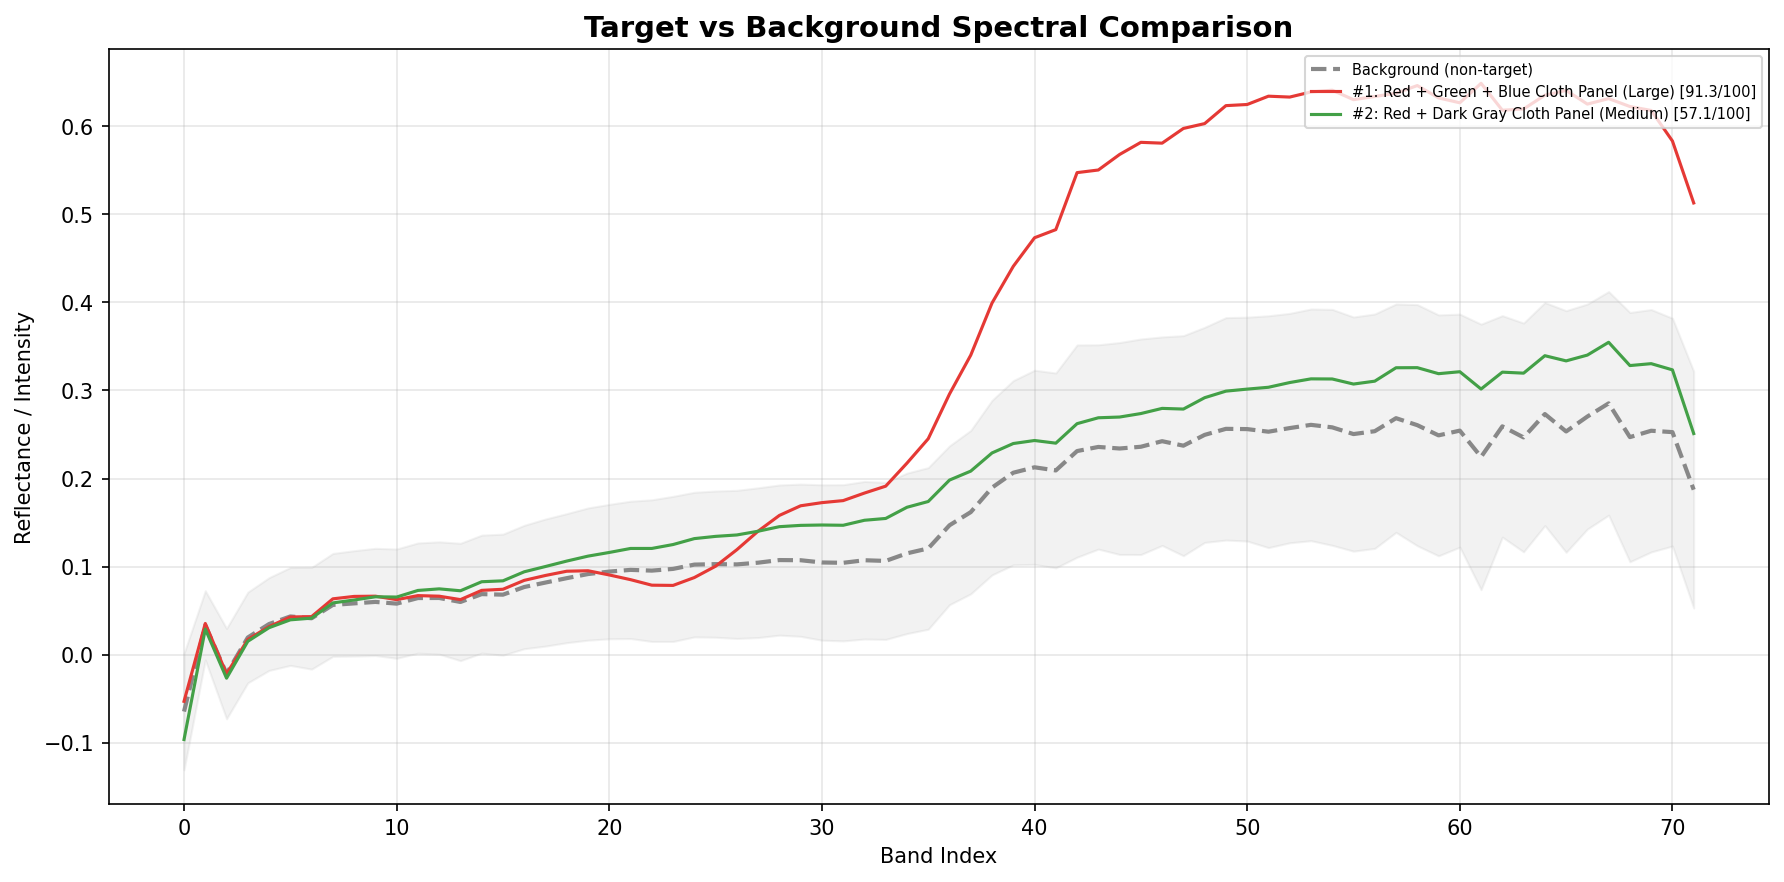 Target vs Background Spectral Comparison
Background (non-target)
#1: Red + Green + Blue Cloth Panel (Large) [91.3/100]
#2: Red + Dark Gray Cloth Panel (Medium) [57.1/100]
Reflectance / Intensity
0.6
0.5
0.4
0.3
0.2
0.1
0.0
−0.1
0 10 20 30 40 50 60 70
Band Index